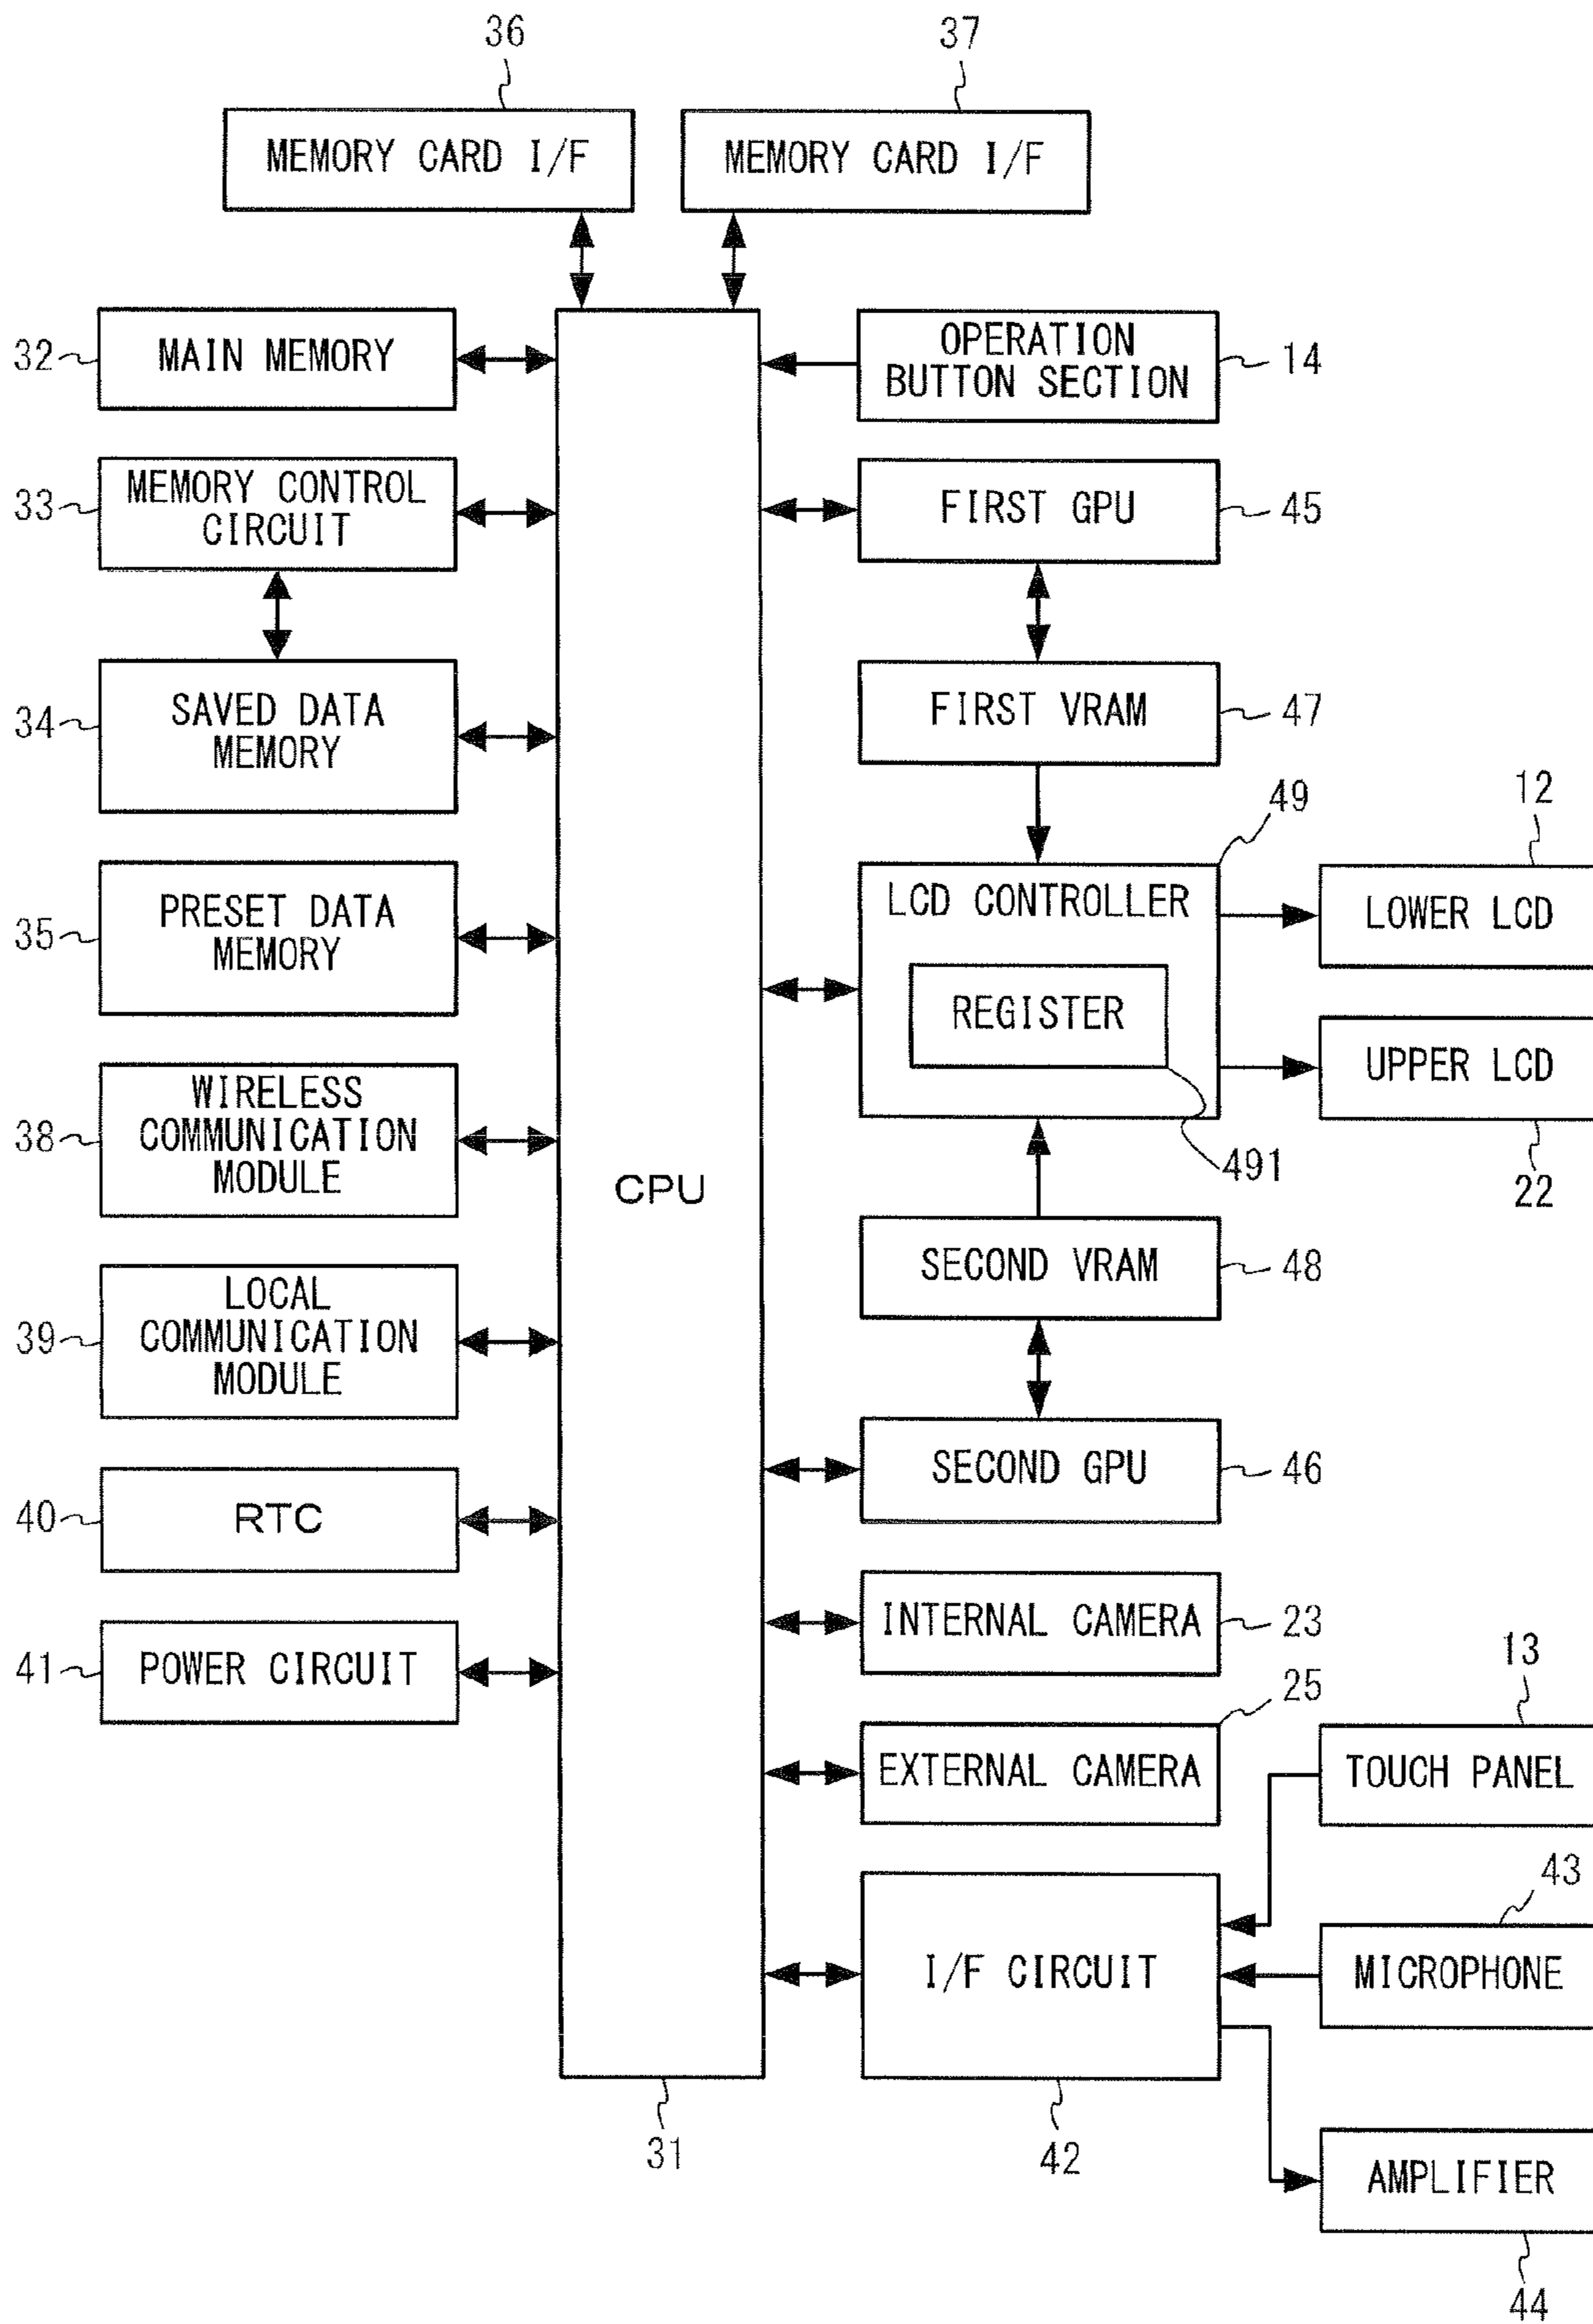 36
37
MEMORY CARD I/F
MEMORY CARD I/F
32
MAIN MEMORY
OPERATION
BUTTON SECTION
14
33
MEMORY CONTROL
CIRCUIT
FIRST GPU
45
34
SAVED DATA
MEMORY
FIRST VRAM
47
49
12
35
PRESET DATA
MEMORY
LCD CONTROLLER
LOWER LCD
REGISTER
UPPER LCD
491
22
38
WIRELESS
COMMUNICATION
MODULE
CPU
SECOND VRAM
48
39
LOCAL
COMMUNICATION
MODULE
SECOND GPU
46
40
RTC
INTERNAL CAMERA
23
41
POWER CIRCUIT
25
13
EXTERNAL CAMERA
TOUCH PANEL
43
I/F CIRCUIT
MICROPHONE
31
42
AMPLIFIER
44